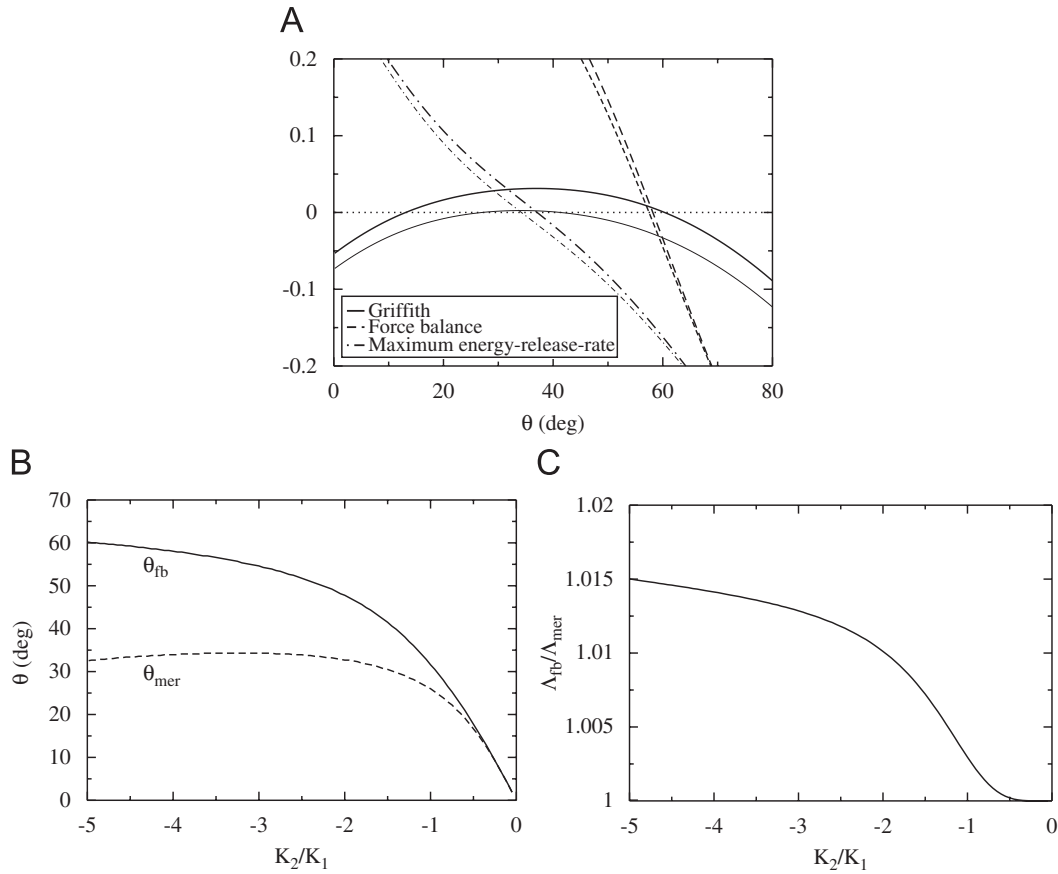 A
0.2
0.1
0
-0.1
-0.2
Griffith
Force balance
Maximum energy-release-rate
0 20 40 60 80
θ (deg)
B
70
60
50
40
30
20
10
0
θ (deg)
θfb
θmer
-5 -4 -3 -2 -1 0
K2/K1
C
1.02
1.015
1.01
1.005
1
Λfb/Λmer
-5 -4 -3 -2 -1 0
K2/K1